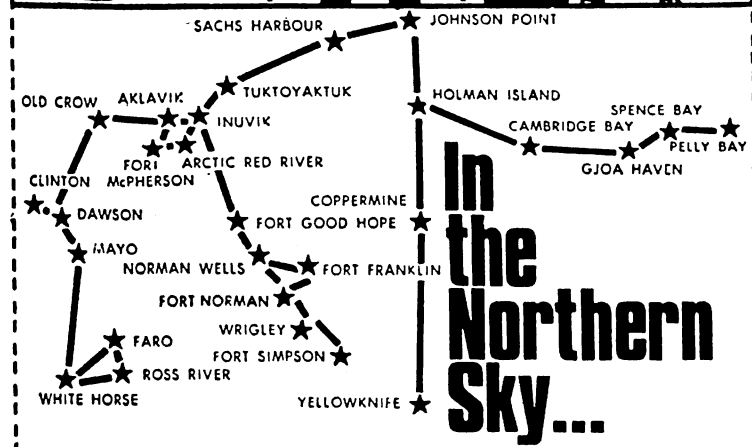 SACHS HARBOUR
JOHNSON POINT
TUKTOYAKTUK
HOLMAN ISLAND
OLD CROW
AKLAVIK
INUVIK
SPENCE BAY
CAMBRIDGE BAY
PELLY BAY
GJOA HAVEN
FORT
McPHERSON
ARCTIC RED RIVER
CLINTON
DAWSON
COPPERMINE
FORT GOOD HOPE
MAYO
NORMAN WELLS
FORT FRANKLIN
FORT NORMAN
WRIGLEY
FORT SIMPSON
FARO
ROSS RIVER
WHITE HORSE
YELLOWKNIFE
In
the
Northern
Sky...